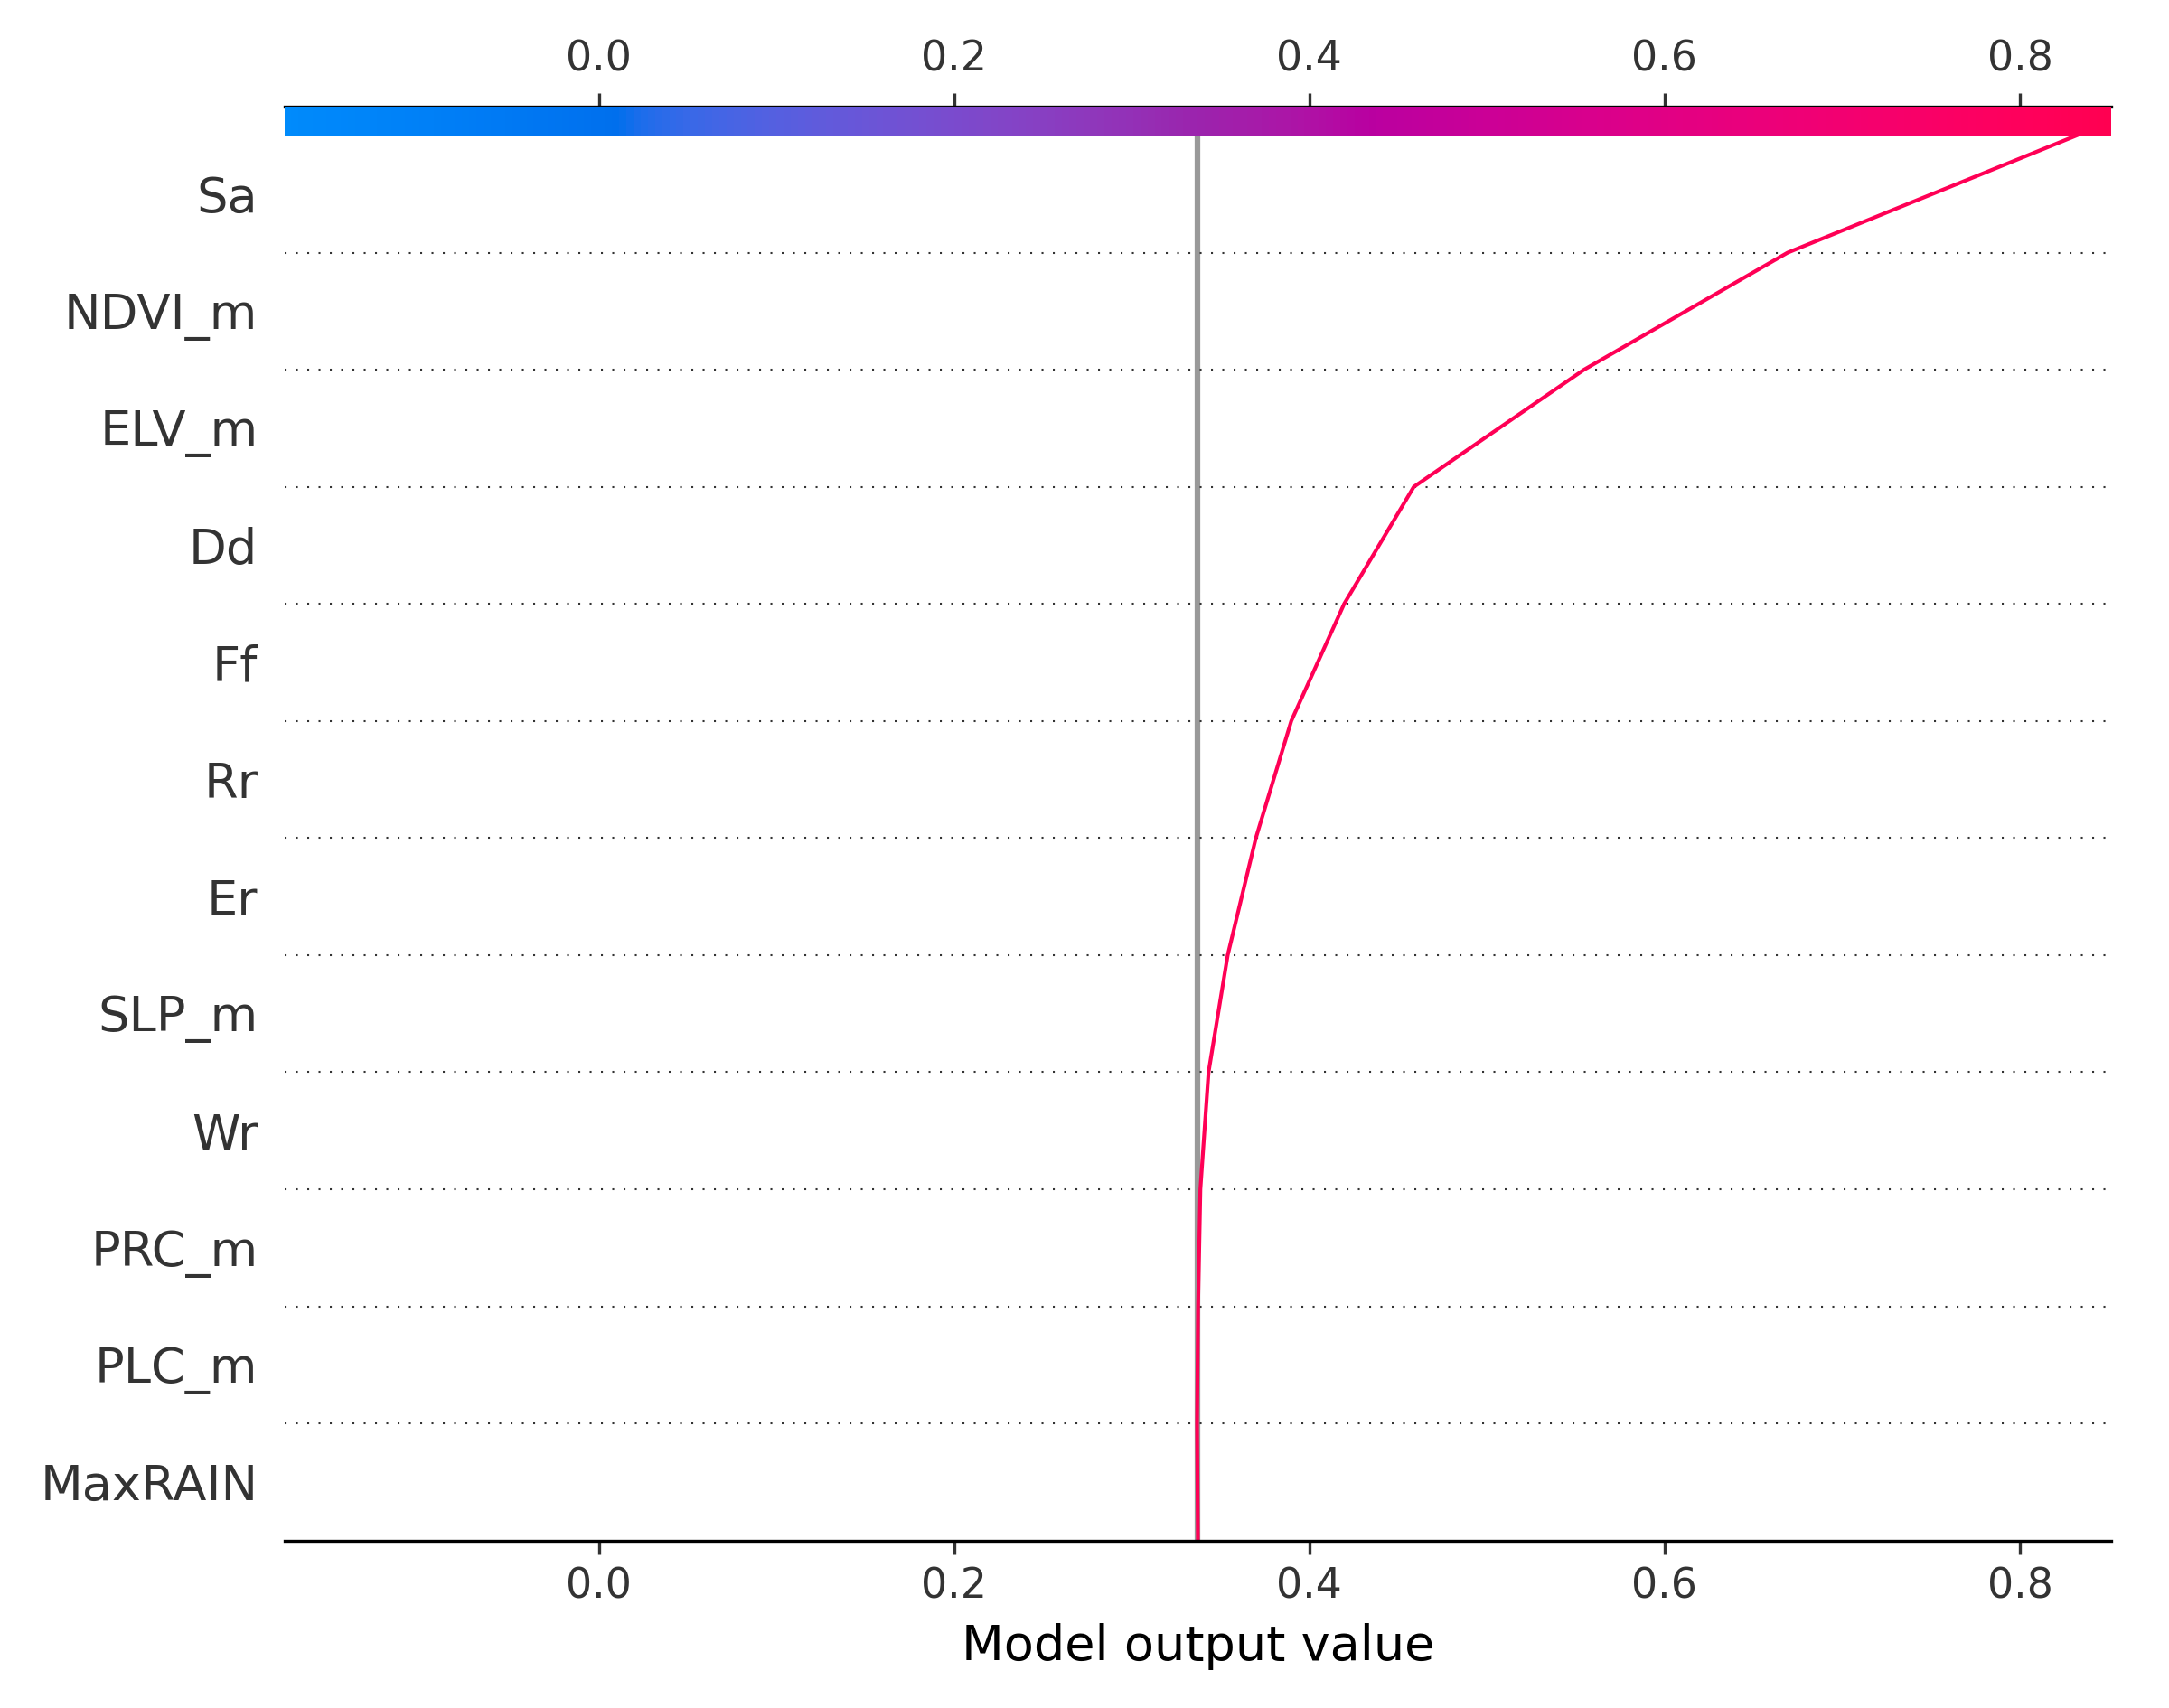 0.0 0.2 0.4 0.6 0.8
Sa
NDVI_m
ELV_m
Dd
Ff
Rr
Er
SLP_m
Wr
PRC_m
PLC_m
MaxRAIN
0.0 0.2 0.4 0.6 0.8
Model output value